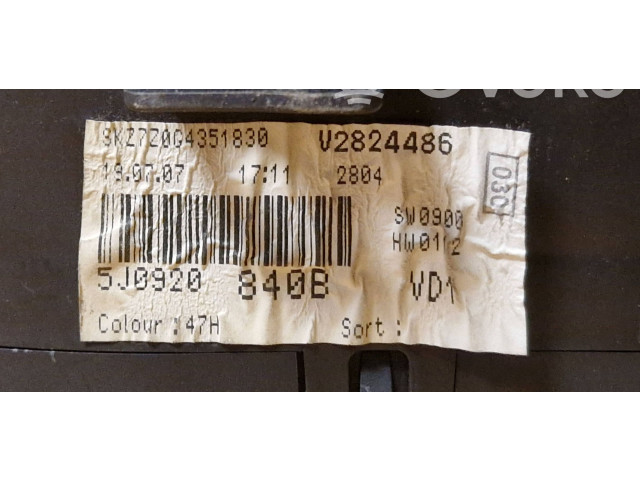 SKZ7Z0G4351830 V2824486
19.07.07 17:11 2804
030
SW0900
HW0112
5J0920 840B VD1
Colour :47H Sort :